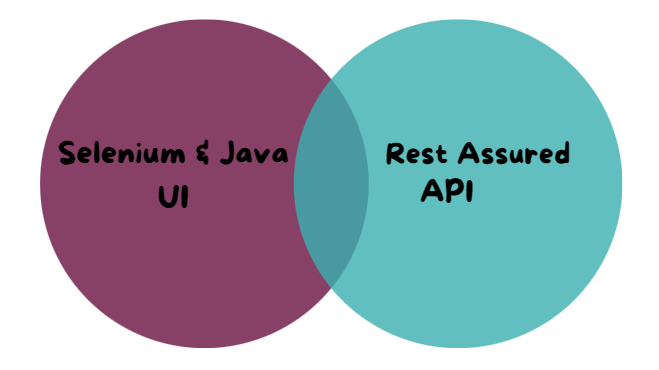 Selenium & Java
UI
Rest Assured
API